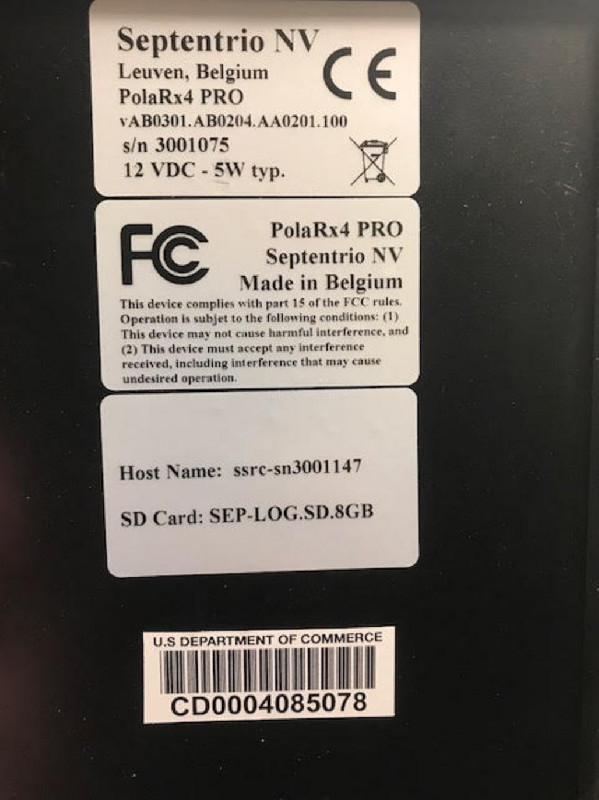 Septentrio NV
Leuven, Belgium
CE
PolaRx4 PRO
vAB0301.AB0204.AA0201.100
s/n 3001075
12 VDC - 5W typ.
FC
PolaRx4 PRO
Septentrio NV
Made in Belgium
This device complies with part 15 of the FCC rules.
Operation is subjet to the following conditions: (1)
This device may not cause harmful interference, and
(2) This device must accept any interference
received, including interference that may cause
undesired operation.
Host Name: ssrc-sn3001147
SD Card: SEP-LOG.SD.8GB
U.S DEPARTMENT OF COMMERCE
CD0004085078